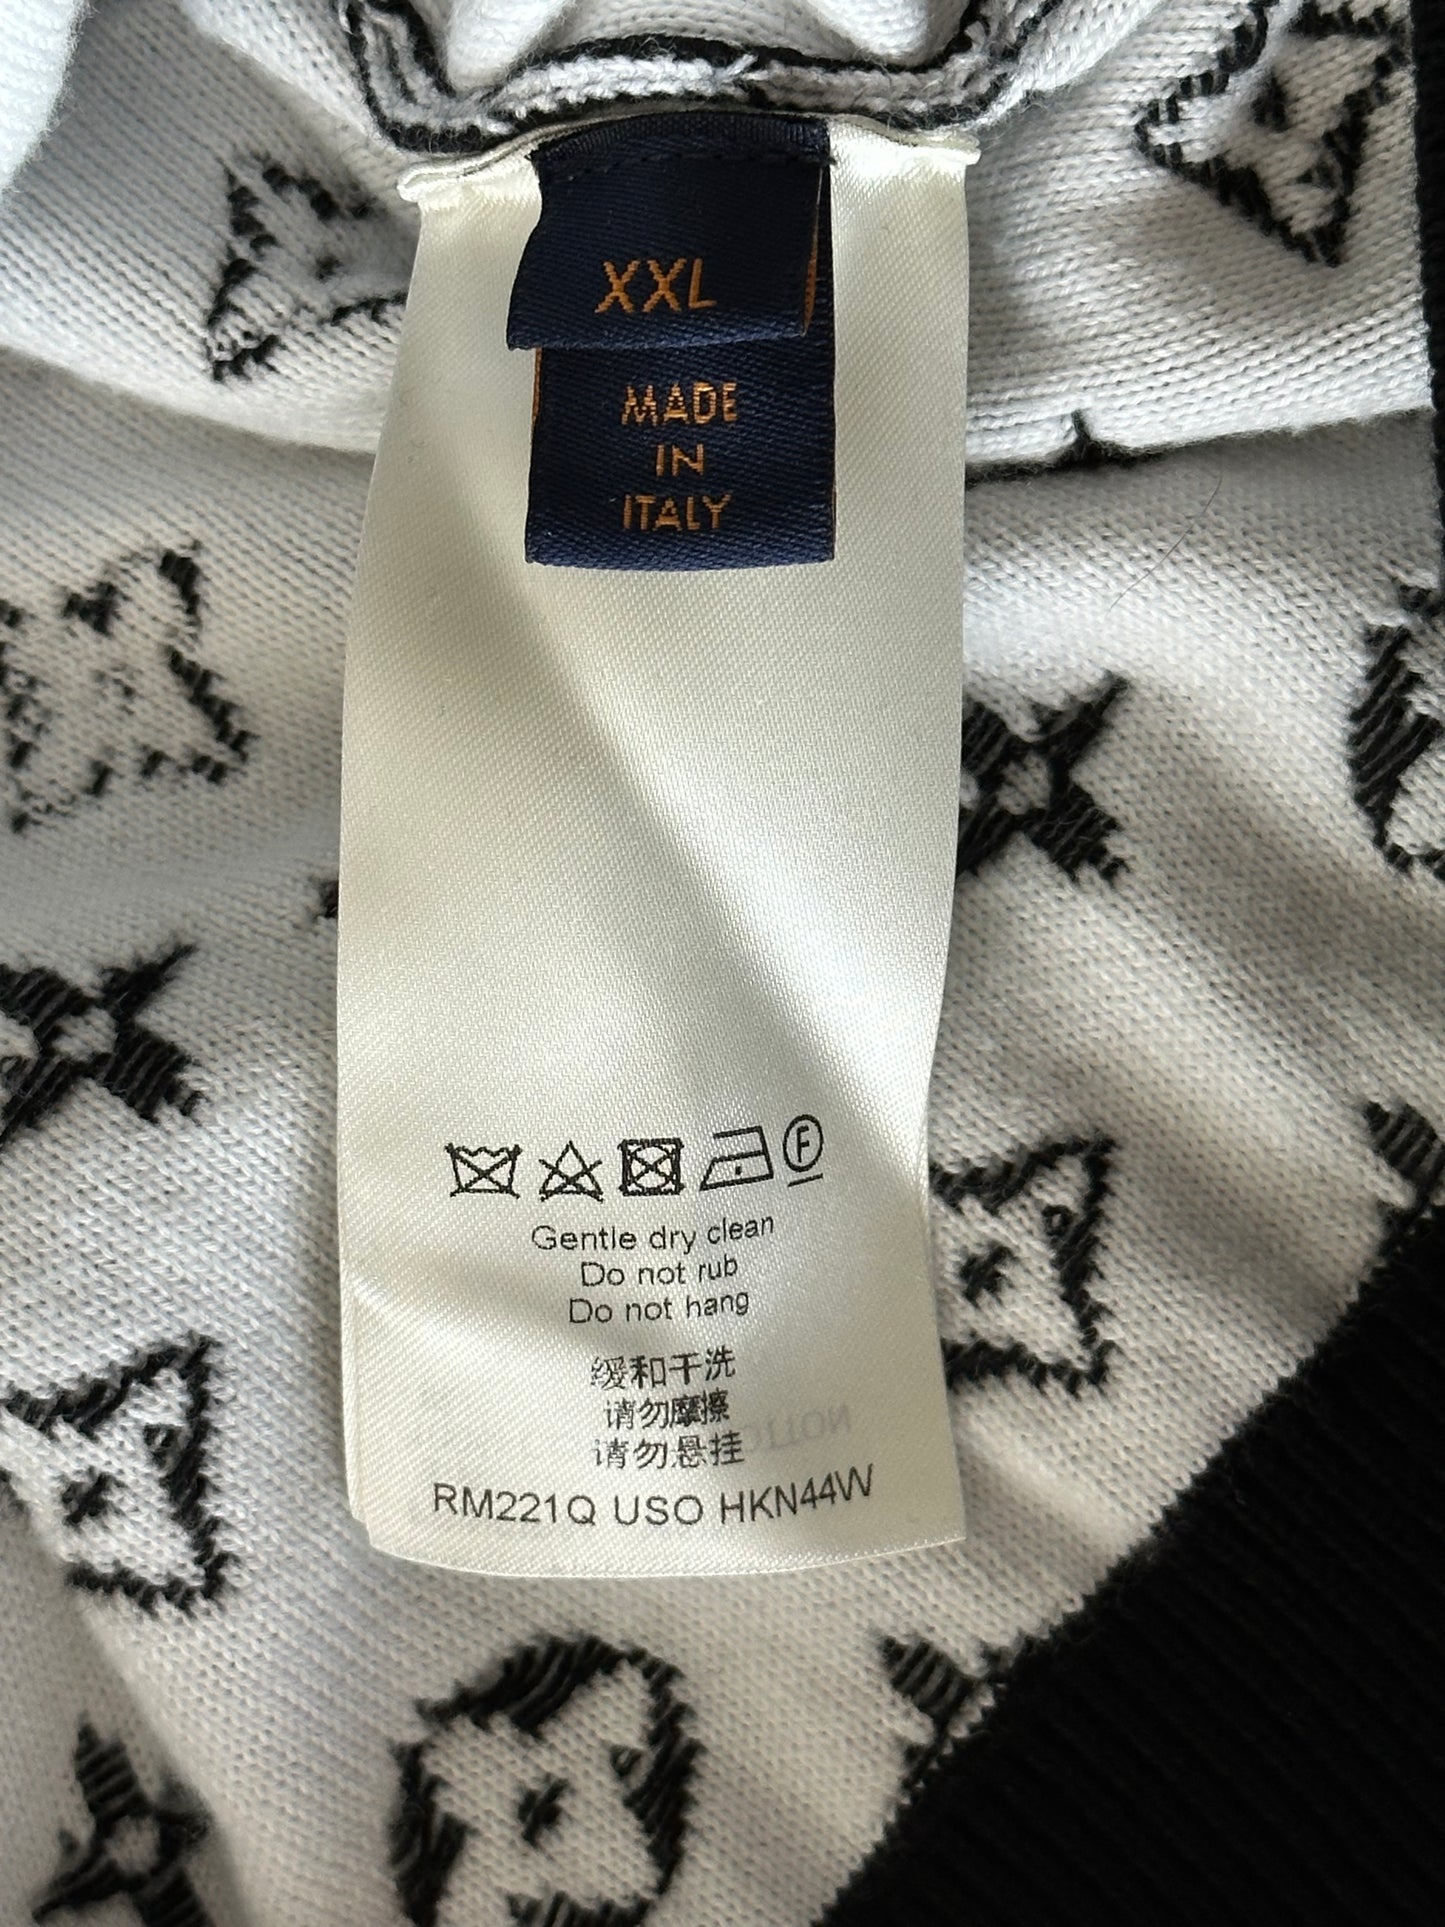 XXL
MADE
IN
ITALY
F
Gentle dry clean
Do not rub
Do not hang
缓和干洗
请勿摩擦
请勿悬挂
RM221Q USO HKN44W